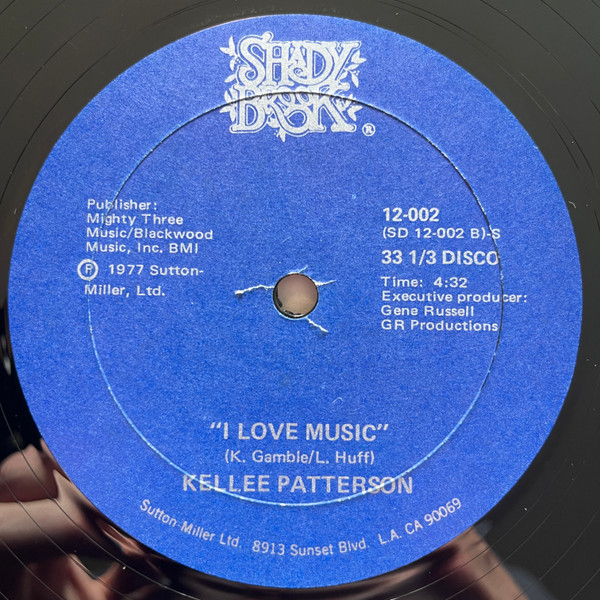 SHADY
BROOK ®
Publisher:
Mighty Three
Music/Blackwood
Music, Inc. BMI
Ⓟ 1977 Sutton-
Miller, Ltd.
12-002
(SD 12-002 B)-S
33 1/3 DISCO
Time: 4:32
Executive producer:
Gene Russell
GR Productions
"I LOVE MUSIC"
(K. Gamble/L. Huff)
KELLEE PATTERSON
Sutton-Miller Ltd. 8913 Sunset Blvd. L.A. CA 90069